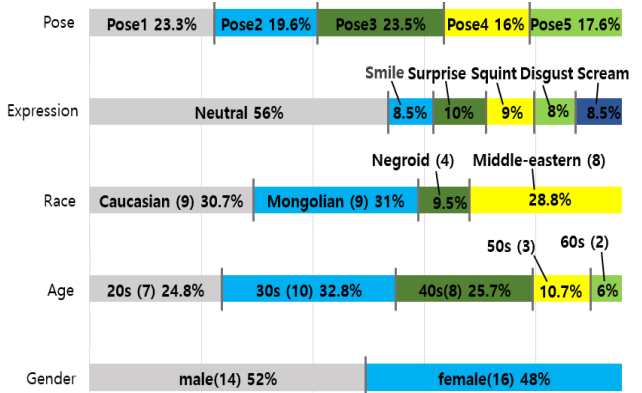 Pose Pose1 23.3% Pose2 19.6% Pose3 23.5% Pose4 16% Pose5 17.6%
Smile Surprise Squint Disgust Scream
Expression Neutral 56% 8.5% 10% 9% 8% 8.5%
Negroid (4) Middle-eastern (8)
Race Caucasian (9) 30.7% Mongolian (9) 31% 9.5% 28.8%
50s (3) 60s (2)
Age 20s (7) 24.8% 30s (10) 32.8% 40s(8) 25.7% 10.7% 6%
Gender male(14) 52% female(16) 48%